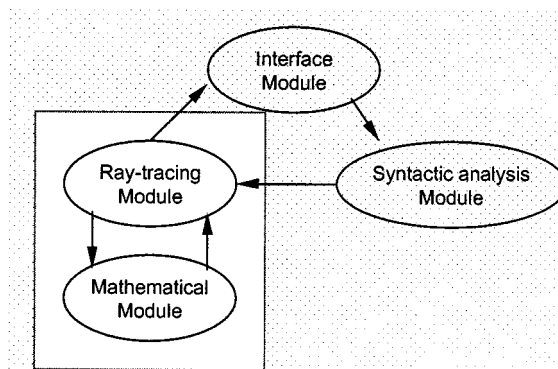 Interface
Module
Ray-tracing
Module
Syntactic analysis
Module
Mathematical
Module